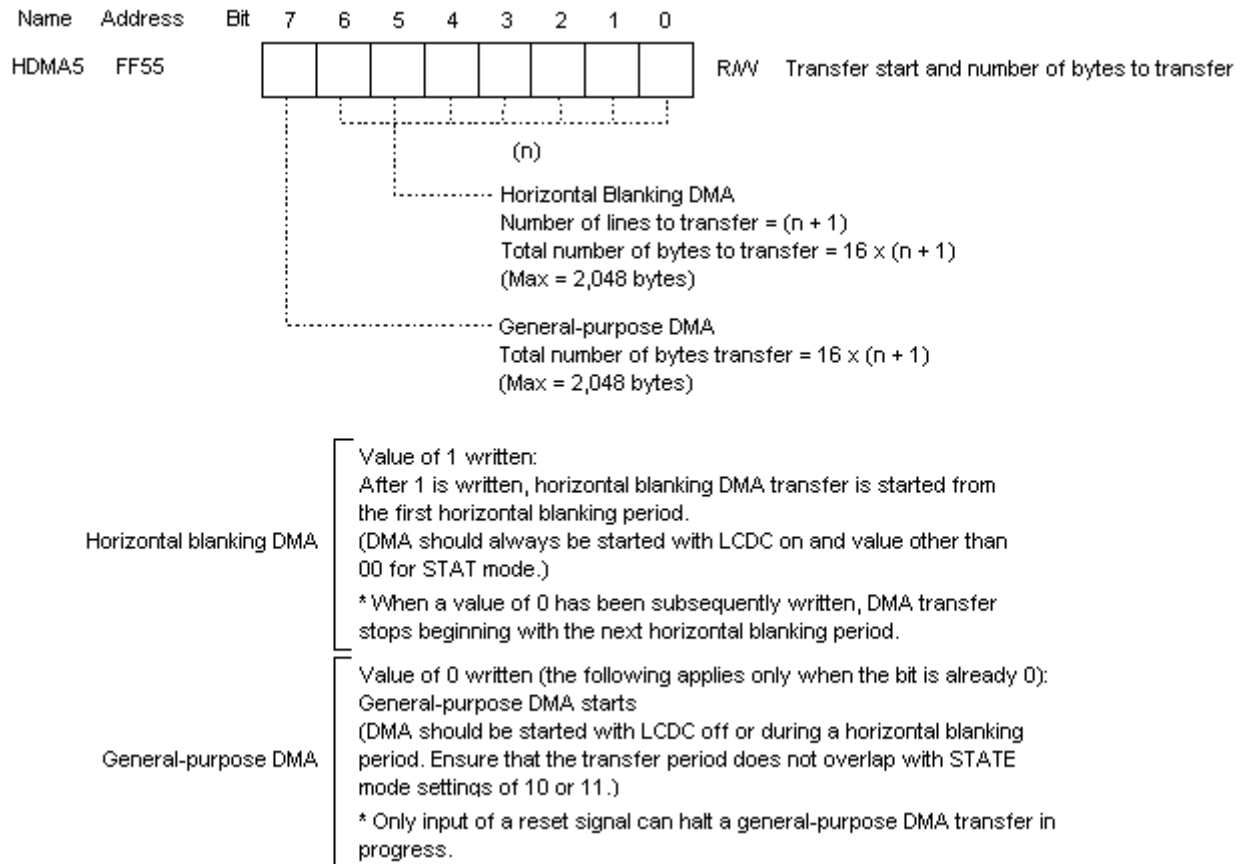 Name Address Bit 7 6 5 4 3 2 1 0
HDMA5 FF55 R/W Transfer start and number of bytes to transfer
(n)
Horizontal Blanking DMA
Number of lines to transfer = (n + 1)
Total number of bytes to transfer = 16 x (n + 1)
(Max = 2,048 bytes)
General-purpose DMA
Total number of bytes transfer = 16 x (n + 1)
(Max = 2,048 bytes)
Horizontal blanking DMA
Value of 1 written:
After 1 is written, horizontal blanking DMA transfer is started from
the first horizontal blanking period.
(DMA should always be started with LCDC on and value other than
00 for STAT mode.)
* When a value of 0 has been subsequently written, DMA transfer
stops beginning with the next horizontal blanking period.
General-purpose DMA
Value of 0 written (the following applies only when the bit is already 0):
General-purpose DMA starts
(DMA should be started with LCDC off or during a horizontal blanking
period. Ensure that the transfer period does not overlap with STATE
mode settings of 10 or 11.)
* Only input of a reset signal can halt a general-purpose DMA transfer in
progress.